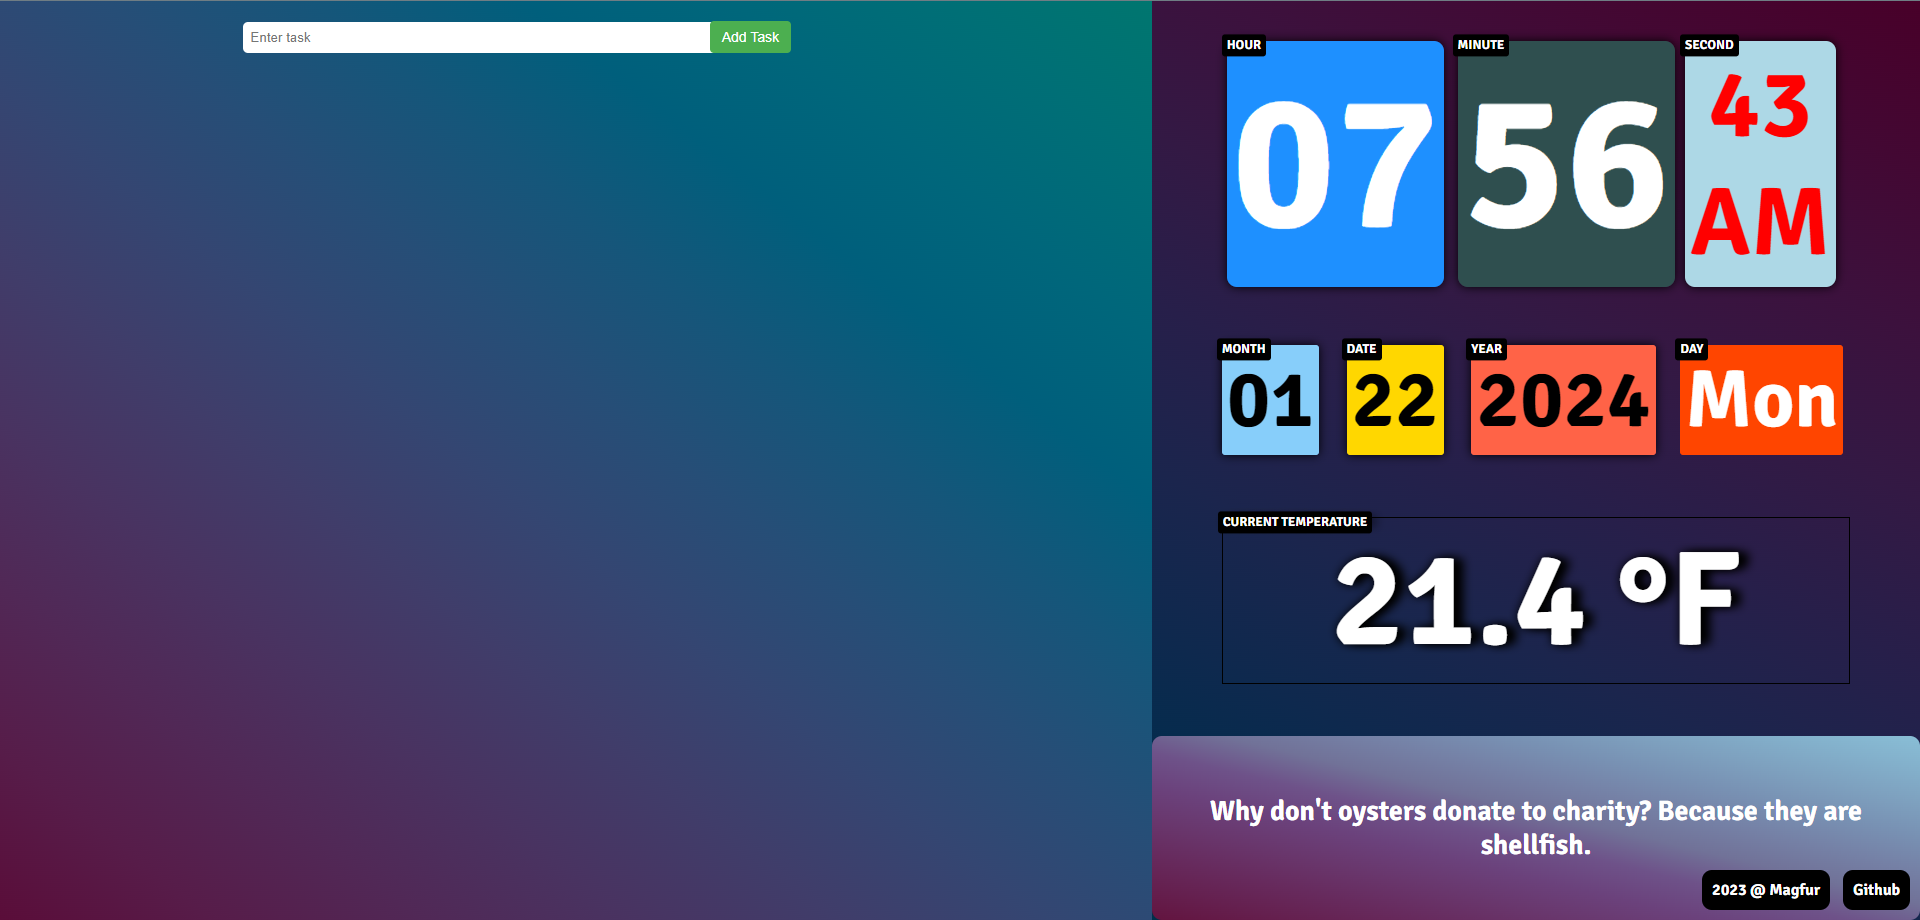 Enter task
Add Task
HOUR
07
MINUTE
56
SECOND
43
AM
MONTH
01
DATE
22
YEAR
2024
DAY
Mon
CURRENT TEMPERATURE
21.4 °F
Why don't oysters donate to charity? Because they are
shellfish.
2023 @ Magfur
Github